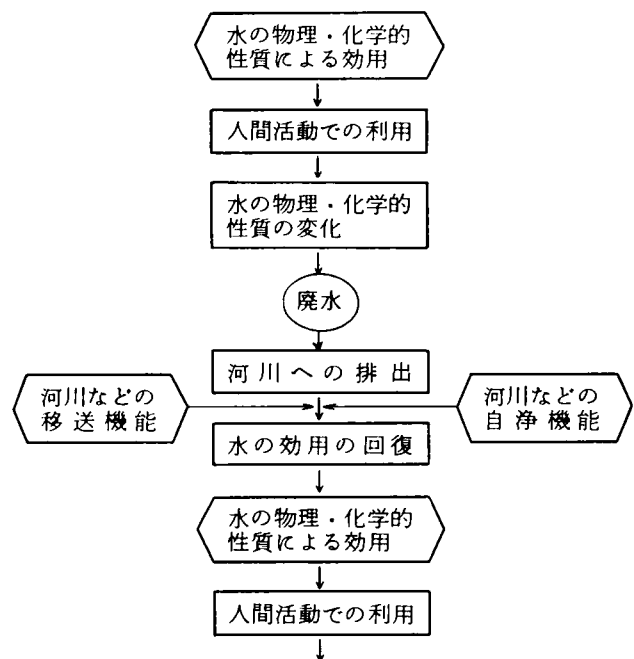 水の物理・化学的
性質による効用
人間活動での利用
水の物理・化学的
性質の変化
廃水
河川への排出
河川などの
移送機能
河川などの
自浄機能
水の効用の回復
水の物理・化学的
性質による効用
人間活動での利用